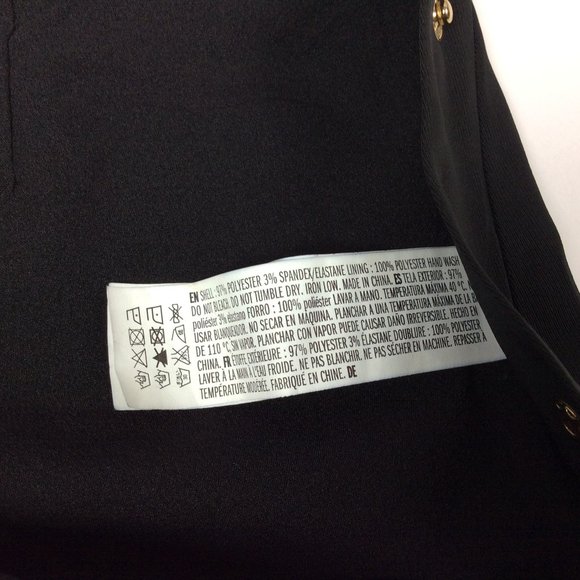 EN SHELL : 97% POLYESTER 3% SPANDEX/ELASTANE LINING : 100% POLYESTER HAND WASH
DO NOT BLEACH. DO NOT TUMBLE DRY. IRON LOW. MADE IN CHINA. ES TELA EXTERIOR : 97%
poliéster 3% elastano FORRO : 100% poliéster LAVAR A MANO. TEMPERATURA MAXIMA 40 °C.
USAR BLANQUEADOR. NO SECAR EN MÁQUINA. PLANCHAR A UNA TEMPERATURA MÁXIMA DE LA B
DE 110 °C, SIN VAPOR. PLANCHAR CON VAPOR PUEDE CAUSAR DAÑO IRREVERSIBLE. HECHO EN
CHINA. FR ÉTOFFE EXTÉRIEURE : 97% POLYESTER 3% ELASTANE DOUBLURE : 100% POLYESTER
LAVER À LA MAIN A L'EAU FROIDE. NE PAS BLANCHIR. NE PAS SÉCHER EN MACHINE. REPASSER À
TEMPÉRATURE MODÉRÉE. FABRIQUÉ EN CHINE. DE